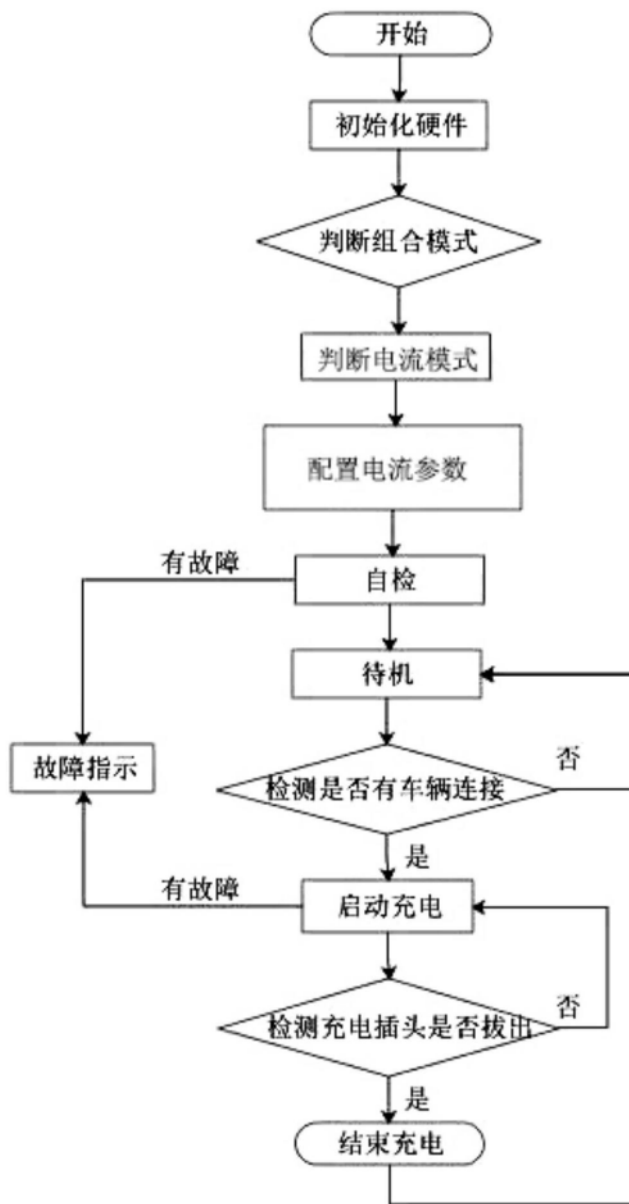 开始
初始化硬件
判断组合模式
判断电流模式
配置电流参数
有故障
自检
待机
故障指示
检测是否有车辆连接
否
是
有故障
启动充电
检测充电插头是否拔出
否
是
结束充电